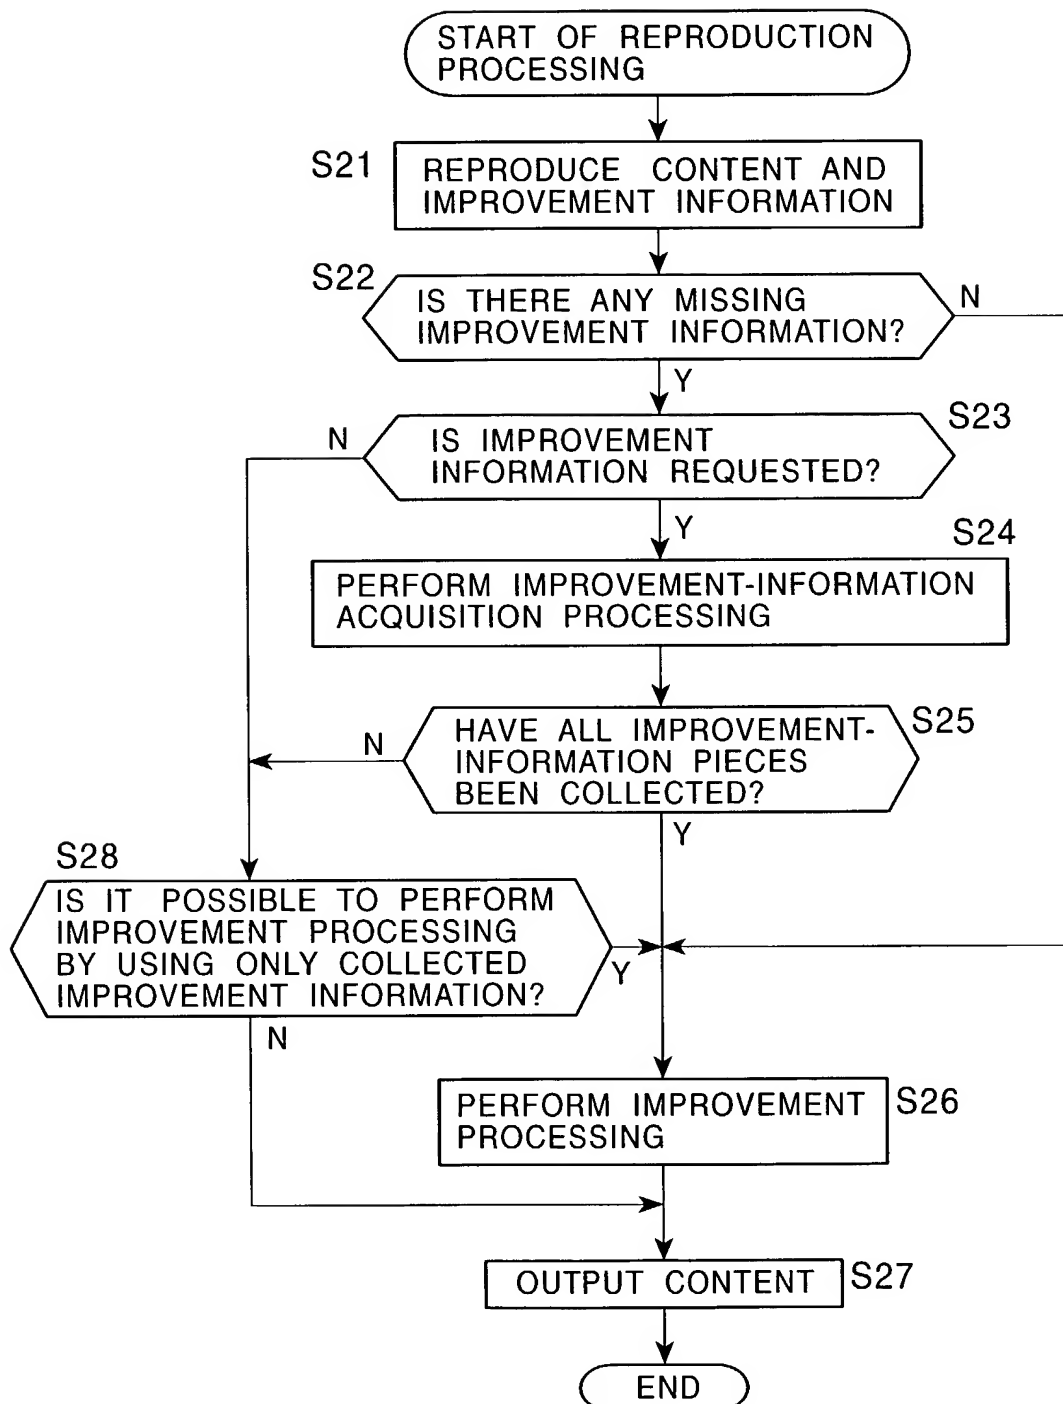 START OF REPRODUCTION
PROCESSING
S21
REPRODUCE CONTENT AND
IMPROVEMENT INFORMATION
S22
IS THERE ANY MISSING
IMPROVEMENT INFORMATION?
N
Y
S23
N
IS IMPROVEMENT
INFORMATION REQUESTED?
Y
S24
PERFORM IMPROVEMENT-INFORMATION
ACQUISITION PROCESSING
S25
N
HAVE ALL IMPROVEMENT-
INFORMATION PIECES
BEEN COLLECTED?
Y
S28
IS IT POSSIBLE TO PERFORM
IMPROVEMENT PROCESSING
BY USING ONLY COLLECTED
IMPROVEMENT INFORMATION?
Y
N
PERFORM IMPROVEMENT
PROCESSING
S26
OUTPUT CONTENT
S27
END